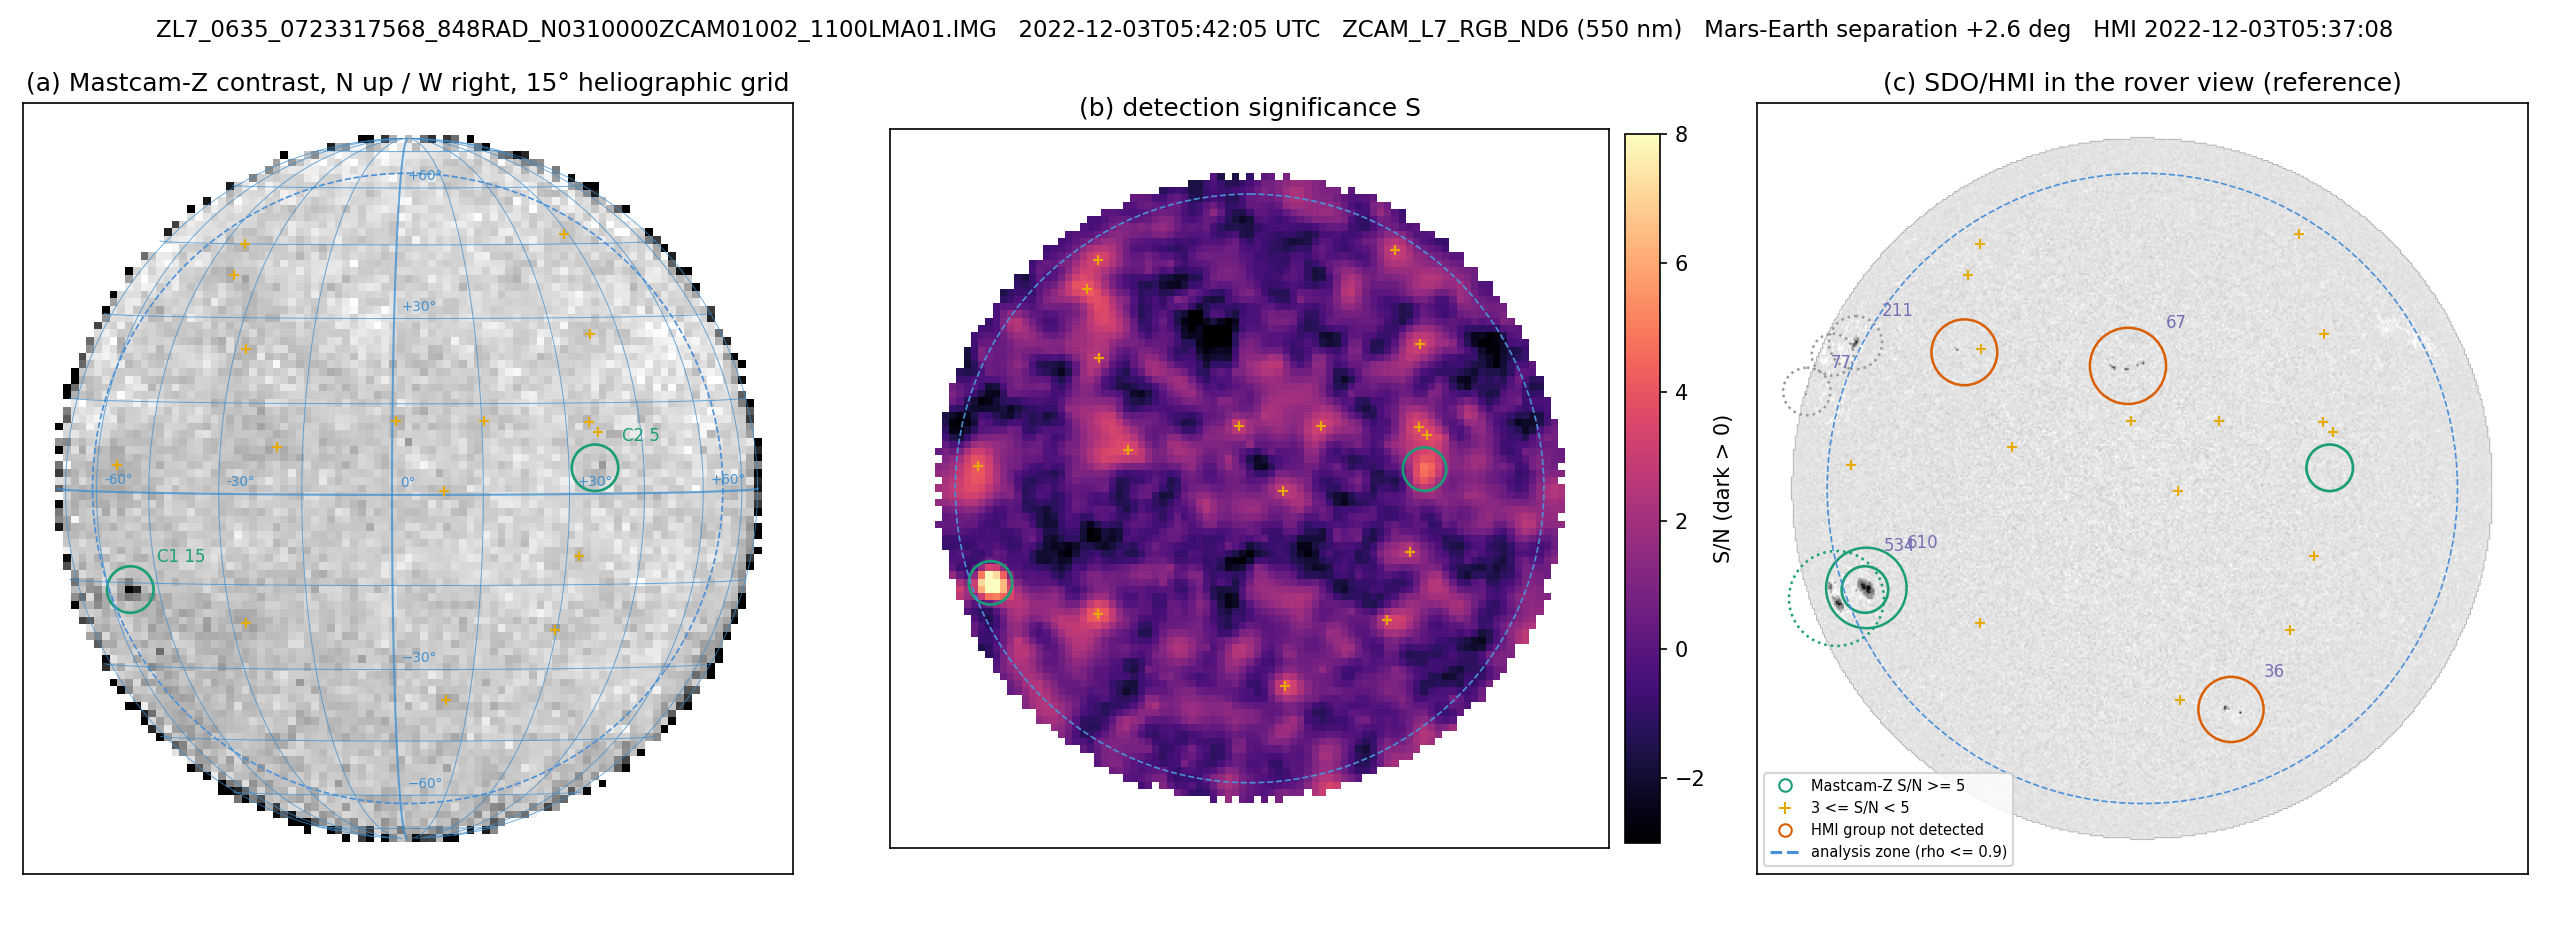 ZL7_0635_0723317568_848RAD_N0310000ZCAM01002_1100LMA01.IMG 2022-12-03T05:42:05 UTC ZCAM_L7_RGB_ND6 (550 nm) Mars-Earth separation +2.6 deg HMI 2022-12-03T05:37:08
(a) Mastcam-Z contrast, N up / W right, 15° heliographic grid
+60°
+30°
C2 5
-60°
-30°
0°
+30°
+60°
C1 15
−30°
−60°
(b) detection significance S
8
6
4
2
0
−2
S/N (dark > 0)
(c) SDO/HMI in the rover view (reference)
211
67
77
534
610
36
Mastcam-Z S/N >= 5
3 <= S/N < 5
HMI group not detected
analysis zone (rho <= 0.9)